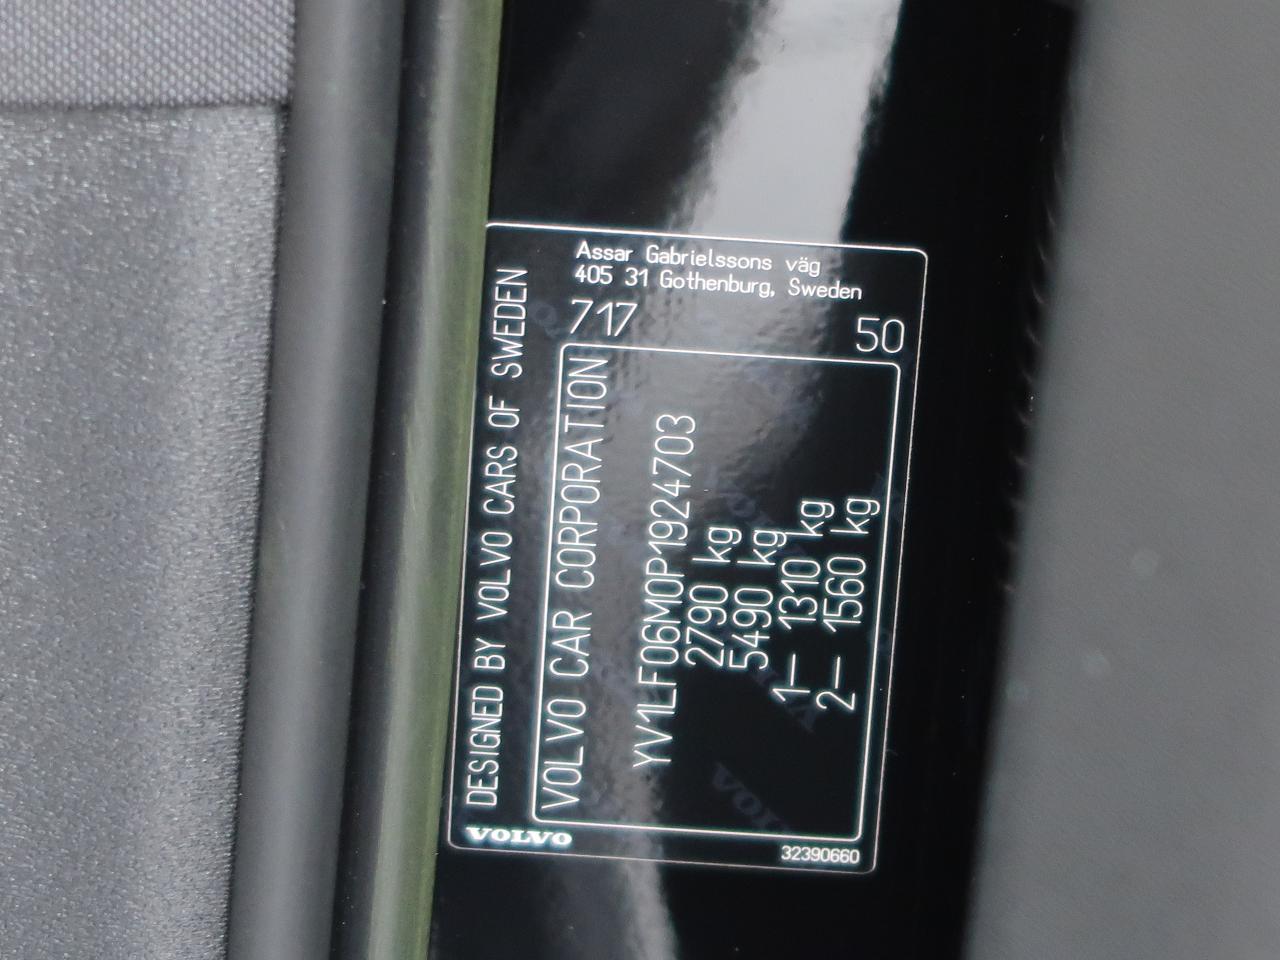 Assar Gabrielssons väg
405 31 Gothenburg, Sweden
717
50
DESIGNED BY VOLVO CARS OF SWEDEN
VOLVO CAR CORPORATION
YV1LF06M0P1924703
2790 kg
5490 kg
1– 1310 kg
2– 1560 kg
VOLVO
32390660